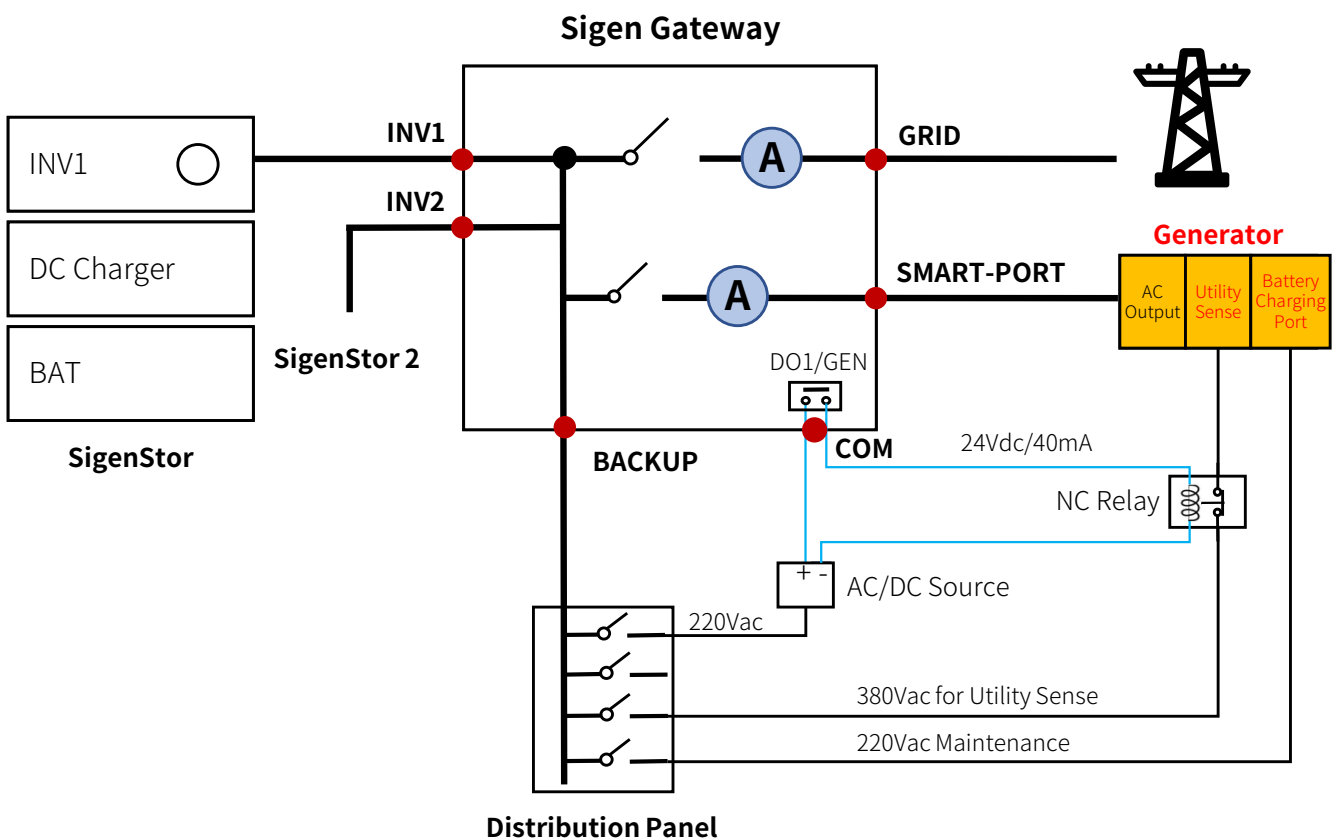 Sigen Gateway
INV1
GRID
INV1
A
INV2
Generator
DC Charger
SMART-PORT
AC
Output
Utility
Sense
Battery
Charging
Port
A
SigenStor 2
BAT
DO1/GEN
SigenStor
BACKUP
COM
24Vdc/40mA
NC Relay
+ -
AC/DC Source
220Vac
380Vac for Utility Sense
220Vac Maintenance
Distribution Panel